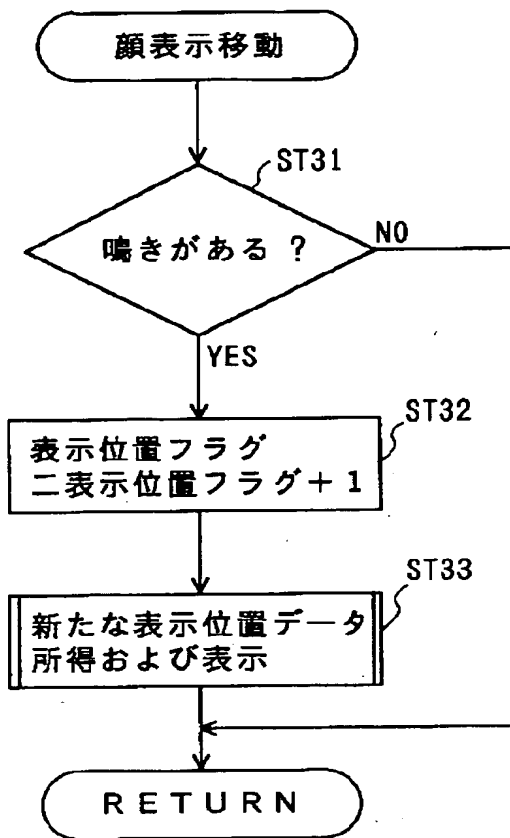 顔表示移動
ST31
鳴きがある ?
NO
YES
ST32
表示位置フラグ
二表示位置フラグ+1
ST33
新たな表示位置データ
所得および表示
RETURN